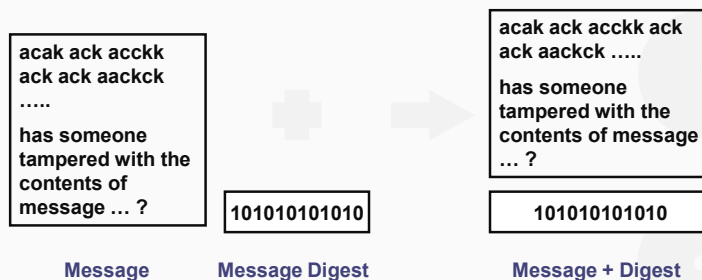 acak ack acckk
ack ack aackck
…..
has someone
tampered with the
contents of
message … ?
101010101010
acak ack acckk ack
ack aackck …..
has someone
tampered with the
contents of message
… ?
101010101010
Message
Message Digest
Message + Digest